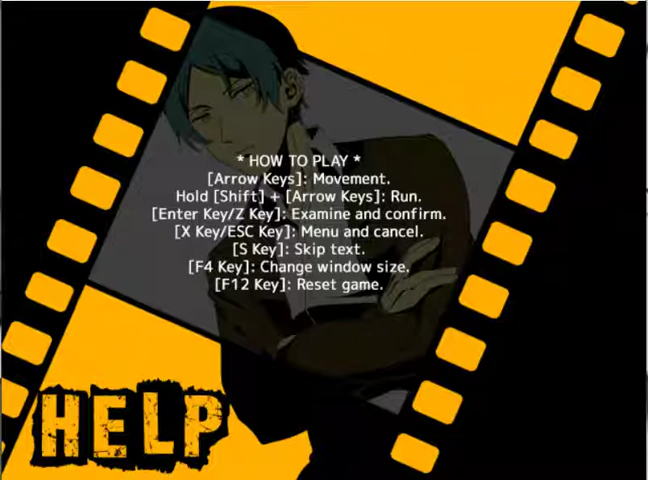 * HOW TO PLAY *
[Arrow Keys]: Movement.
Hold [Shift] + [Arrow Keys]: Run.
[Enter Key/Z Key]: Examine and confirm.
[X Key/ESC Key]: Menu and cancel.
[S Key]: Skip text.
[F4 Key]: Change window size.
[F12 Key]: Reset game.
HELP